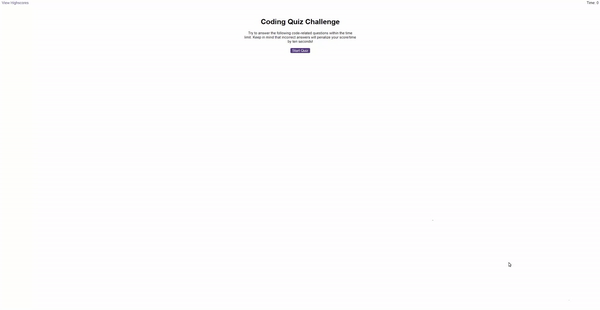 View Highscores
Time: 0
Coding Quiz Challenge
Try to answer the following code-related questions within the time
limit. Keep in mind that incorrect answers will penalize your score/time
by ten seconds!
Start Quiz